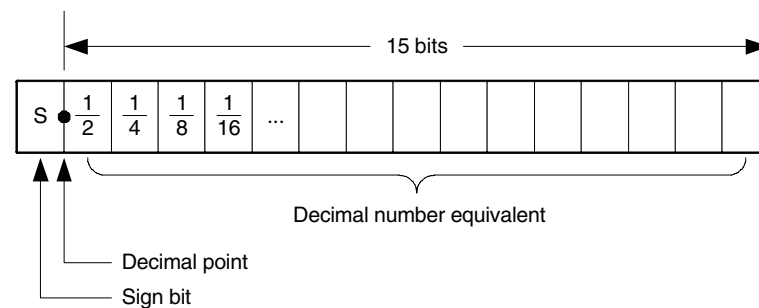 15 bits
S 1/2 1/4 1/8 1/16 ...
Decimal number equivalent
Decimal point
Sign bit